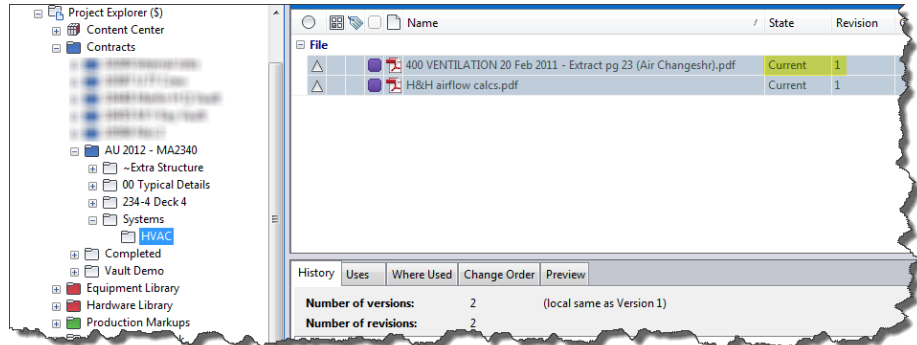 Project Explorer ($)
Content Center
Contracts
AU 2012 - MA2340
~Extra Structure
00 Typical Details
234-4 Deck 4
Systems
HVAC
Completed
Vault Demo
Equipment Library
Hardware Library
Production Markups
Name / State Revision
File
400 VENTILATION 20 Feb 2011 - Extract pg 23 (Air Changeshr).pdf Current 1
H&H airflow calcs.pdf Current 1
History Uses Where Used Change Order Preview
Number of versions: 2 (local same as Version 1)
Number of revisions: 2